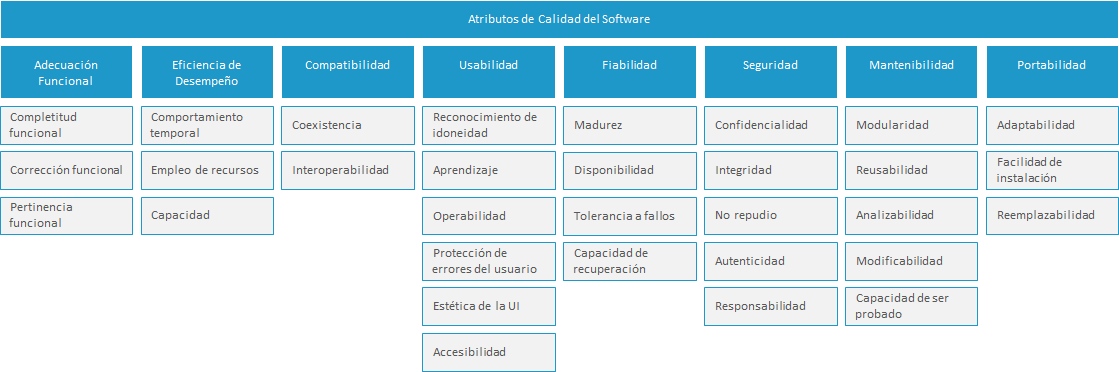 Atributos de Calidad del Software
Adecuación
Funcional
Completitud
funcional
Corrección funcional
Pertinencia
funcional
Eficiencia de
Desempeño
Comportamiento
temporal
Empleo de recursos
Capacidad
Compatibilidad
Coexistencia
Interoperabilidad
Usabilidad
Reconocimiento de
idoneidad
Aprendizaje
Operabilidad
Protección de
errores del usuario
Estética de la UI
Accesibilidad
Fiabilidad
Madurez
Disponibilidad
Tolerancia a fallos
Capacidad de
recuperación
Seguridad
Confidencialidad
Integridad
No repudio
Autenticidad
Responsabilidad
Mantenibilidad
Modularidad
Reusabilidad
Analizabilidad
Modificabilidad
Capacidad de ser
probado
Portabilidad
Adaptabilidad
Facilidad de
instalación
Reemplazabilidad